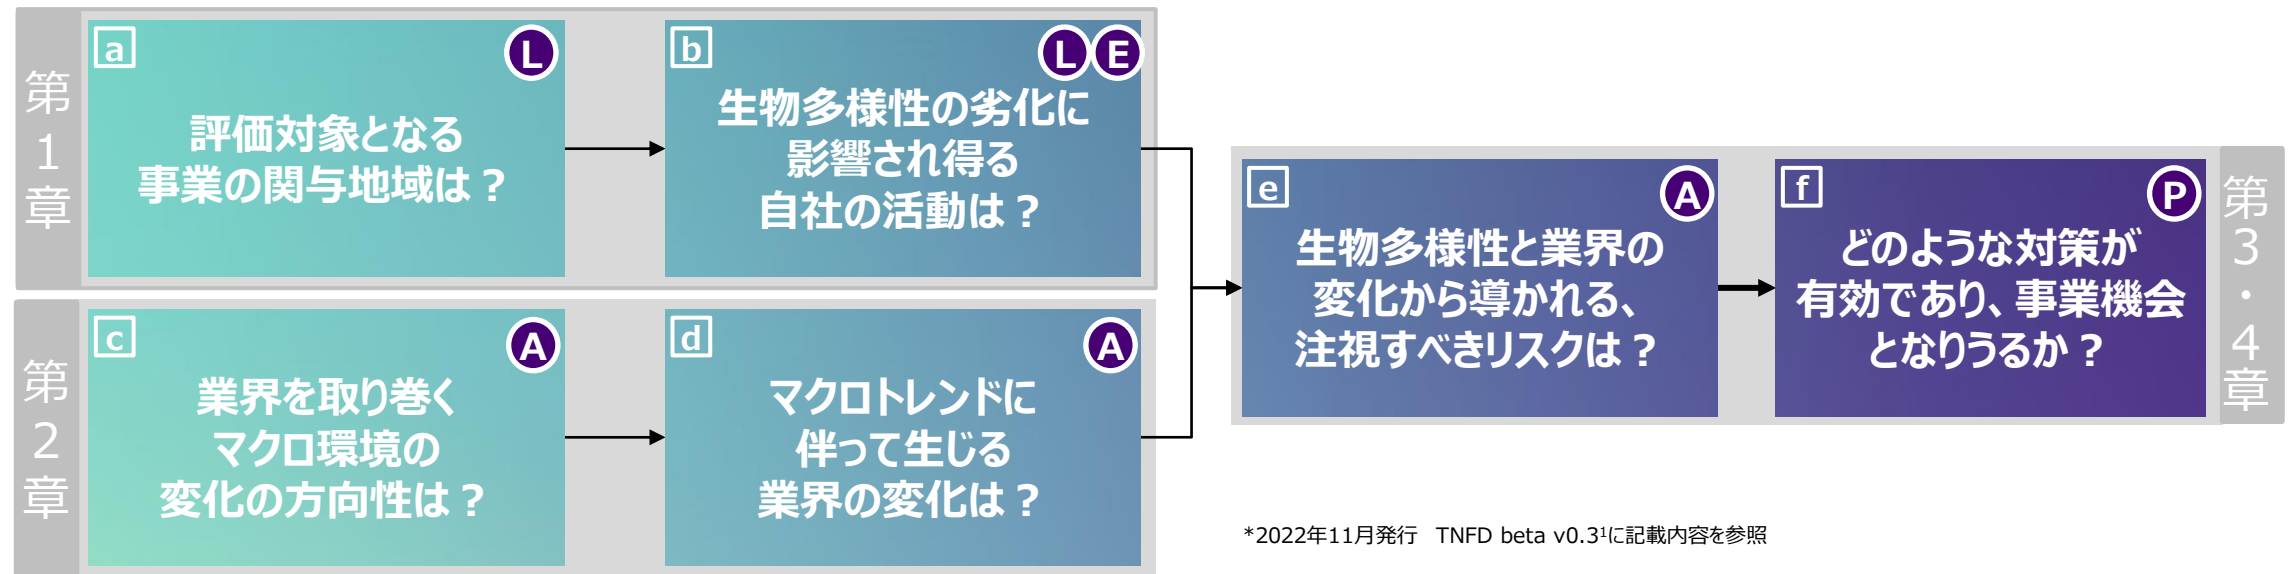 第
1
章
a
L
評価対象となる
事業の関与地域は？
b
L E
生物多様性の劣化に
影響され得る
自社の活動は？
第
2
章
c
A
業界を取り巻く
マクロ環境の
変化の方向性は？
d
A
マクロトレンドに
伴って生じる
業界の変化は？
e
A
生物多様性と業界の
変化から導かれる、
注視すべきリスクは？
f
P
どのような対策が
有効であり、事業機会
となりうるか？
第
3
・
4
章
*2022年11月発行　TNFD beta v0.3¹に記載内容を参照